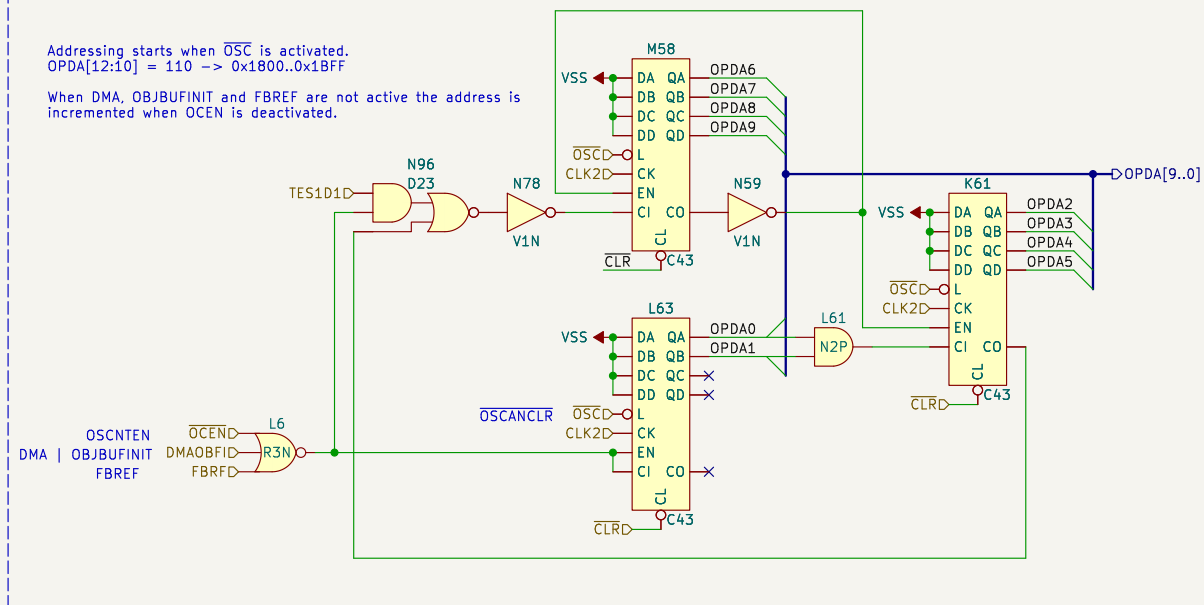 Addressing starts when OSC is activated.
OPDA[12:10] = 110 -> 0x1800..0x1BFF
When DMA, OBJBUFINIT and FBREF are not active the address is
incremented when OCEN is deactivated.
M58
VSS
DA QA OPDA6
DB QB OPDA7
DC QC OPDA8
DD QD OPDA9
OSC L
CLK2 CK
EN
CI CO
CL
CLR
C43
TES1D1
N96
D23
N78
V1N
N59
V1N
OPDA[9..0]
K61
VSS
DA QA OPDA2
DB QB OPDA3
DC QC OPDA4
DD QD OPDA5
OSC L
CLK2 CK
EN
CI CO
CL
CLR
C43
L63
VSS
DA QA OPDA0
DB QB OPDA1
DC QC
DD QD
OSCANCLR
OSC L
CLK2 CK
EN
CI CO
CL
CLR
C43
L61
N2P
OSCNTEN
DMA | OBJBUFINIT
FBREF
OCEN
DMAOBFI
FBRF
L6
R3N